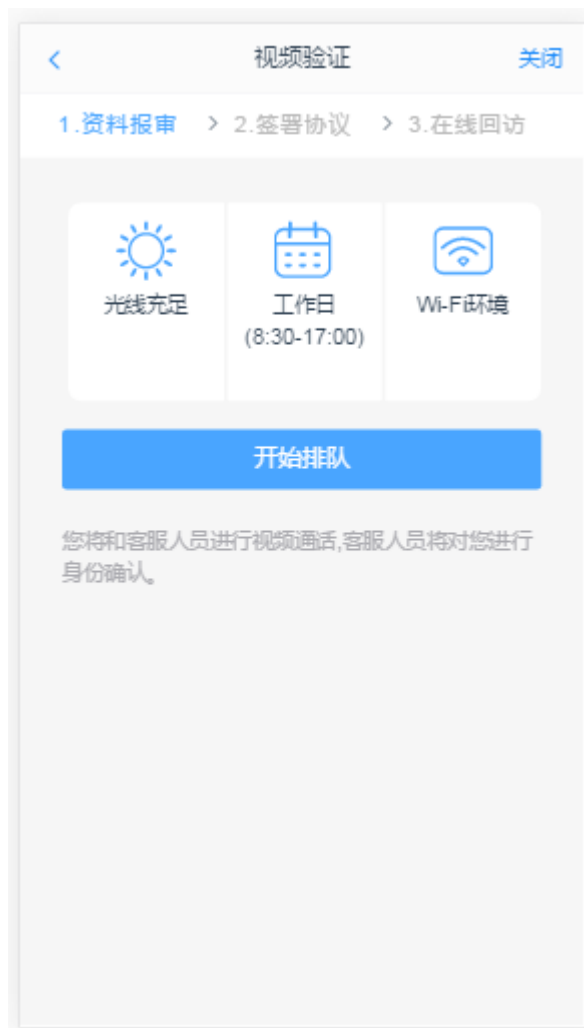 视频验证
关闭
1.资料报审 > 2.签署协议 > 3.在线回访
光线充足
工作日
(8:30-17:00)
Wi-Fi环境
开始排队
您将和客服人员进行视频通话,客服人员将对您进行
身份确认。